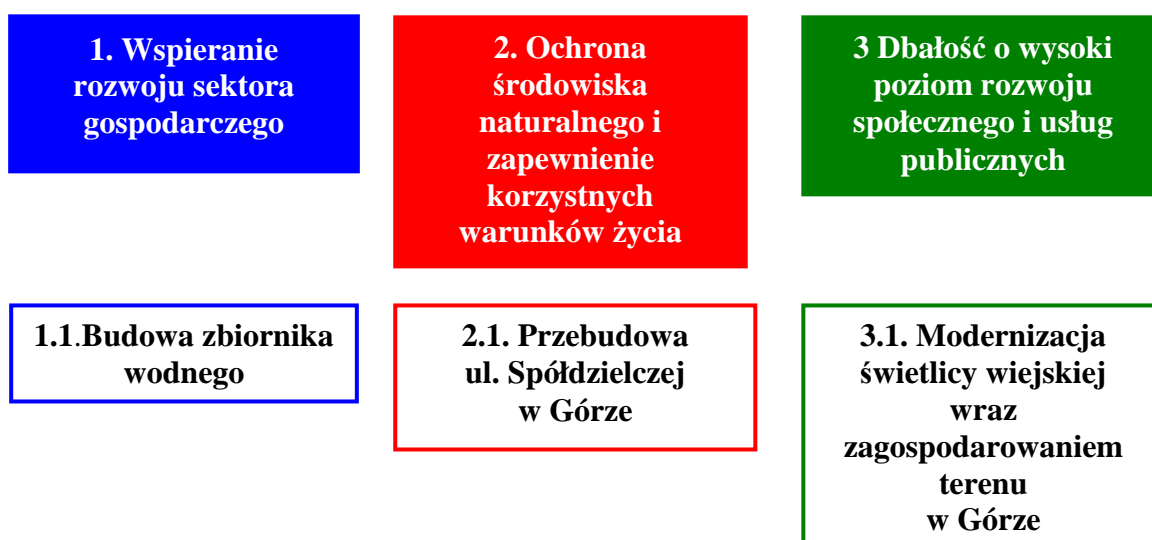 1. Wspieranie
rozwoju sektora
gospodarczego
2. Ochrona
środowiska
naturalnego i
zapewnienie
korzystnych
warunków życia
3 Dbałość o wysoki
poziom rozwoju
społecznego i usług
publicznych
1.1.Budowa zbiornika
wodnego
2.1. Przebudowa
ul. Spółdzielczej
w Górze
3.1. Modernizacja
świetlicy wiejskiej
wraz
zagospodarowaniem
terenu
w Górze